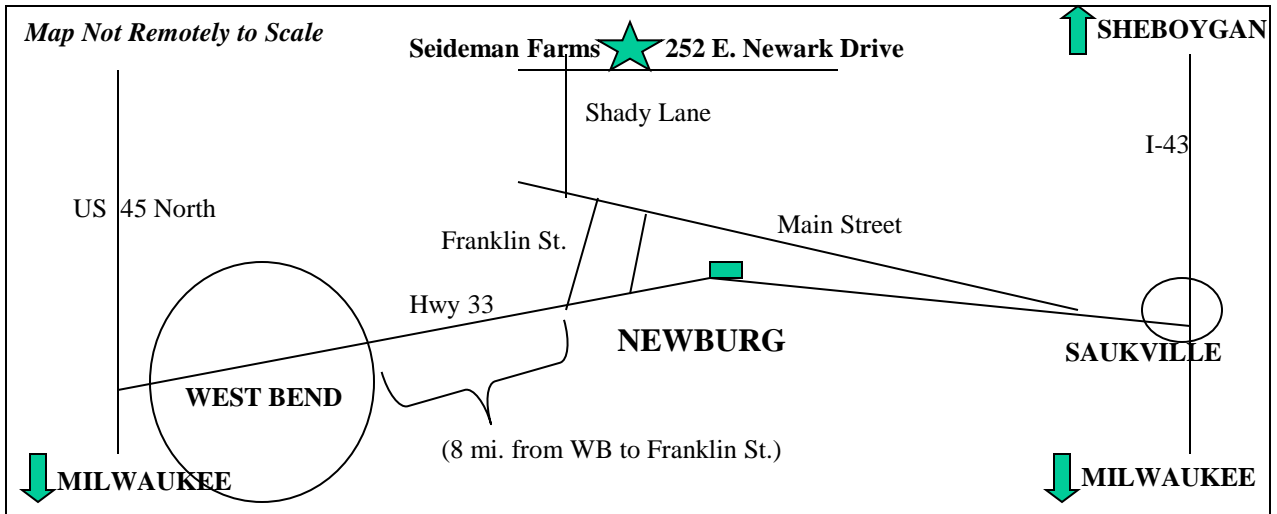 Map Not Remotely to Scale
Seideman Farms 252 E. Newark Drive
SHEBOYGAN
Shady Lane
I-43
US 45 North
Franklin St.
Main Street
Hwy 33
NEWBURG
SAUKVILLE
WEST BEND
(8 mi. from WB to Franklin St.)
MILWAUKEE
MILWAUKEE